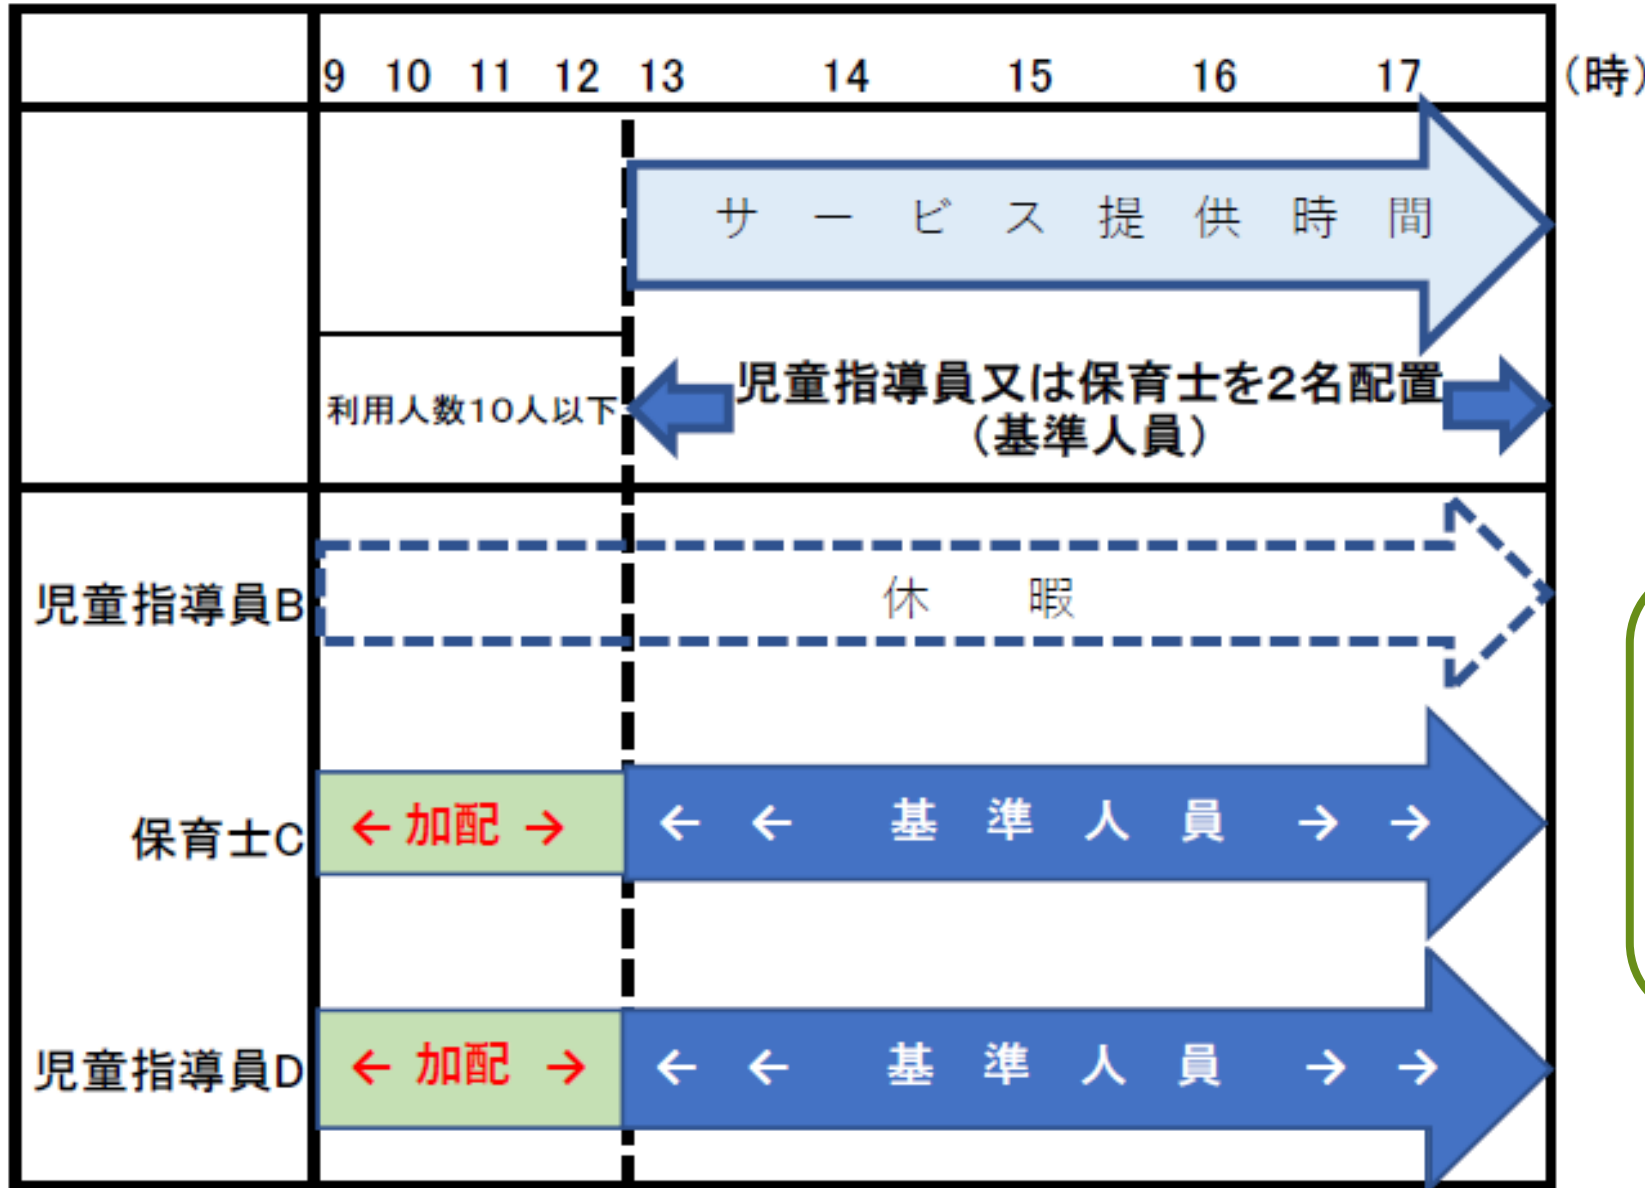 9 10 11 12 13 14 15 16 17 (時)
サービス提供時間
利用人数10人以下
児童指導員又は保育士を2名配置
(基準人員)
児童指導員B
休暇
保育士C
←加配→
←← 基準人員 →→
児童指導員D
←加配→
←← 基準人員 →→